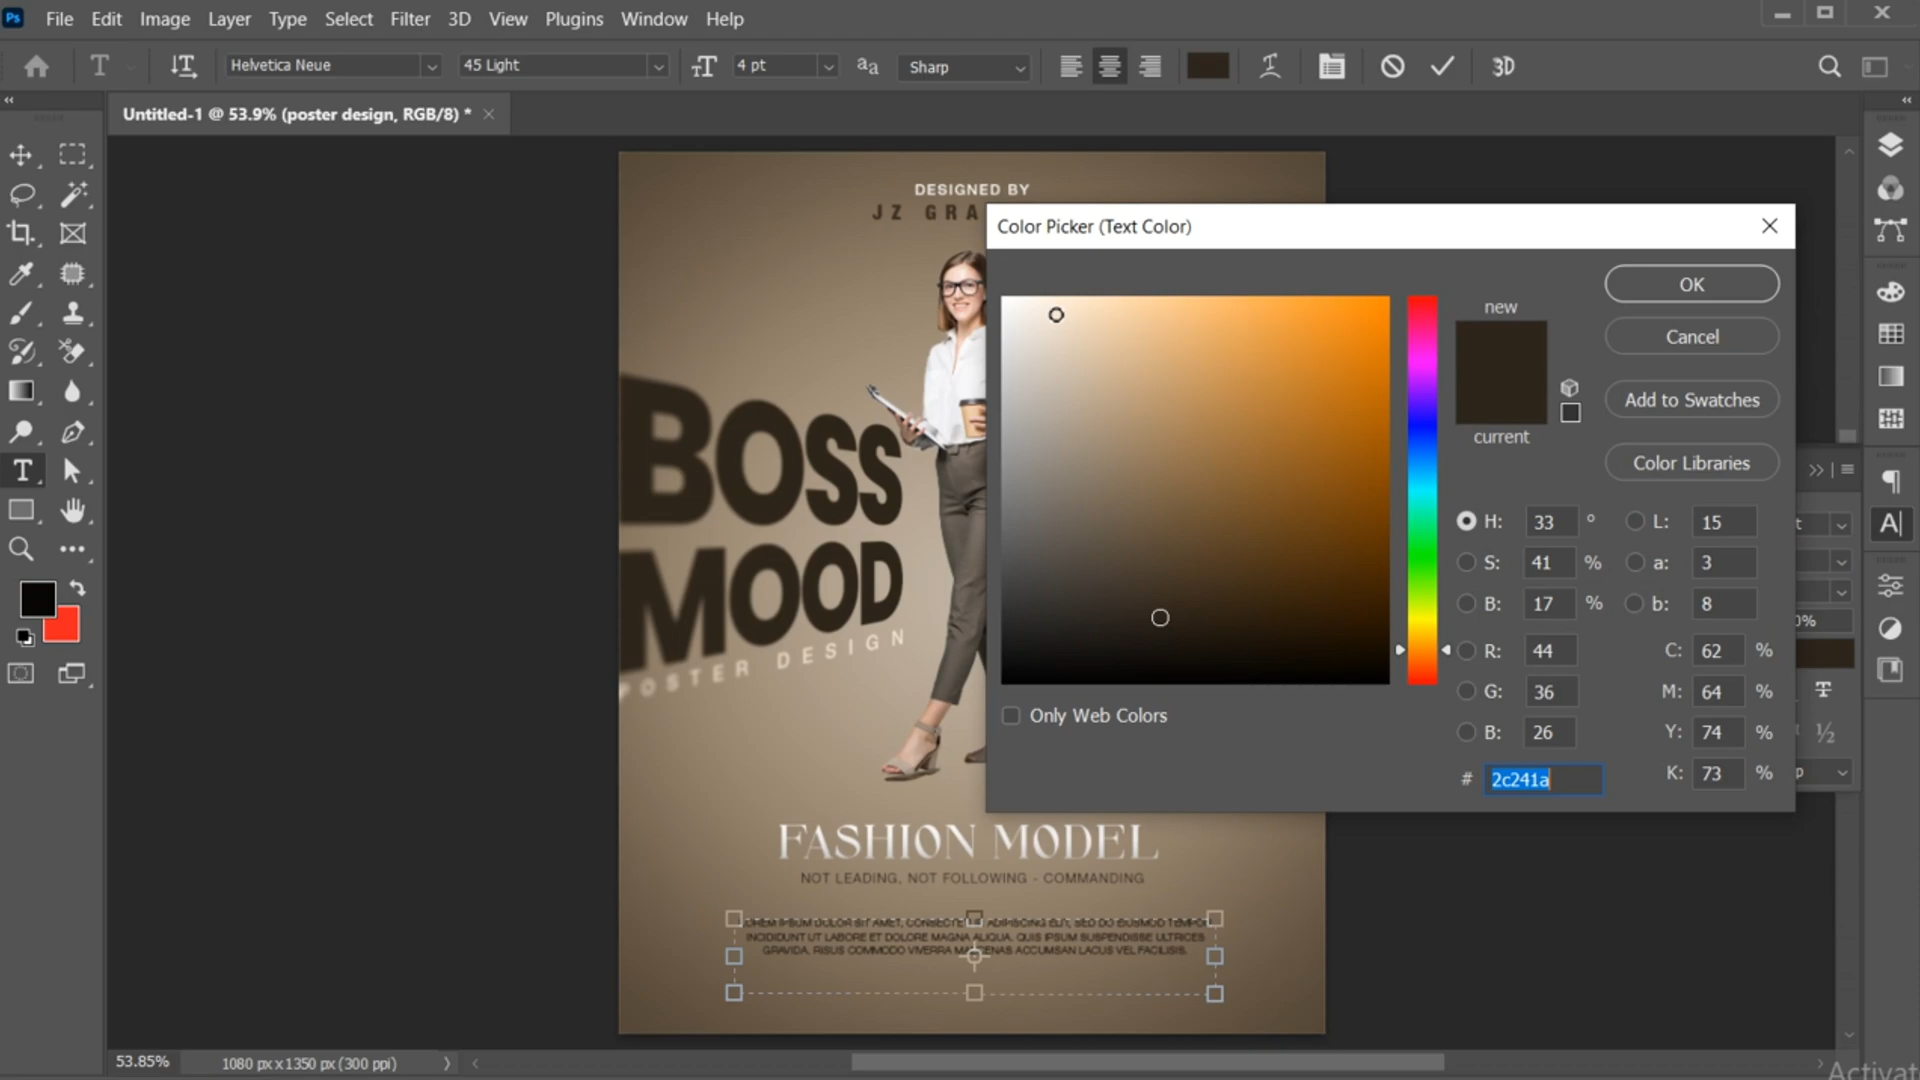 Ps File Edit Image Layer Type Select Filter 3D View Plugins Window Help
Helvetica Neue 45 Light 4 pt Sharp 3D
Untitled-1 @ 53.9% (poster design, RGB/8) *
DESIGNED BY
JZ GRA
BOSS
MOOD
POSTER DESIGN
Color Picker (Text Color)
new
current
OK
Cancel
Add to Swatches
Color Libraries
H: 33 ° L: 15
S: 41 % a: 3
B: 17 % b: 8
R: 44 C: 62 %
G: 36 M: 64 %
B: 26 Y: 74 %
# 2c241a K: 73 %
Only Web Colors
0%
FASHION MODEL
NOT LEADING, NOT FOLLOWING - COMMANDING
LOREM IPSUM DOLOR SIT AMET, CONSECTETUR ADIPISCING ELIT, SED DO EIUSMOD TEMPOR
INCIDIDUNT UT LABORE ET DOLORE MAGNA ALIQUA. QUIS IPSUM SUSPENDISSE ULTRICES
GRAVIDA. RISUS COMMODO VIVERRA MAECENAS ACCUMSAN LACUS VEL FACILISIS.
53.85% 1080 px x 1350 px (300 ppi)
Activat